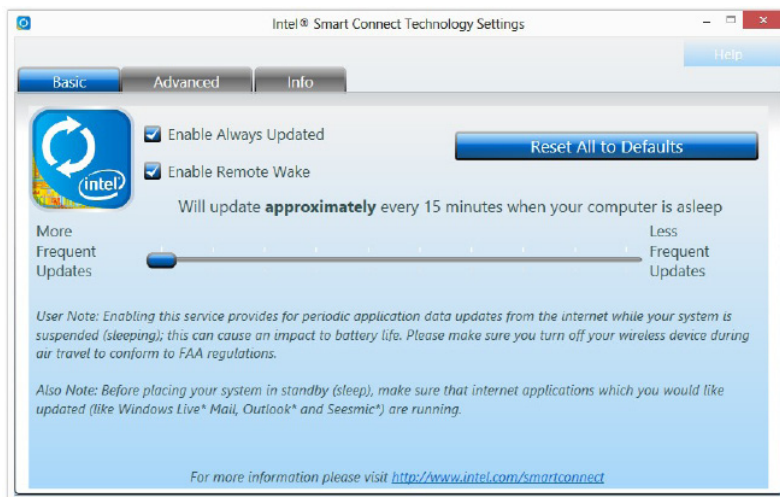 Intel® Smart Connect Technology Settings
Help
Basic
Advanced
Info
Enable Always Updated
Reset All to Defaults
Enable Remote Wake
intel
Will update approximately every 15 minutes when your computer is asleep
More
Frequent
Updates
Less
Frequent
Updates
User Note: Enabling this service provides for periodic application data updates from the internet while your system is
suspended (sleeping); this can cause an impact to battery life. Please make sure you turn off your wireless device during
air travel to conform to FAA regulations.
Also Note: Before placing your system in standby (sleep), make sure that internet applications which you would like
updated (like Windows Live* Mail, Outlook* and Seesmic*) are running.
For more information please visit http://www.intel.com/smartconnect